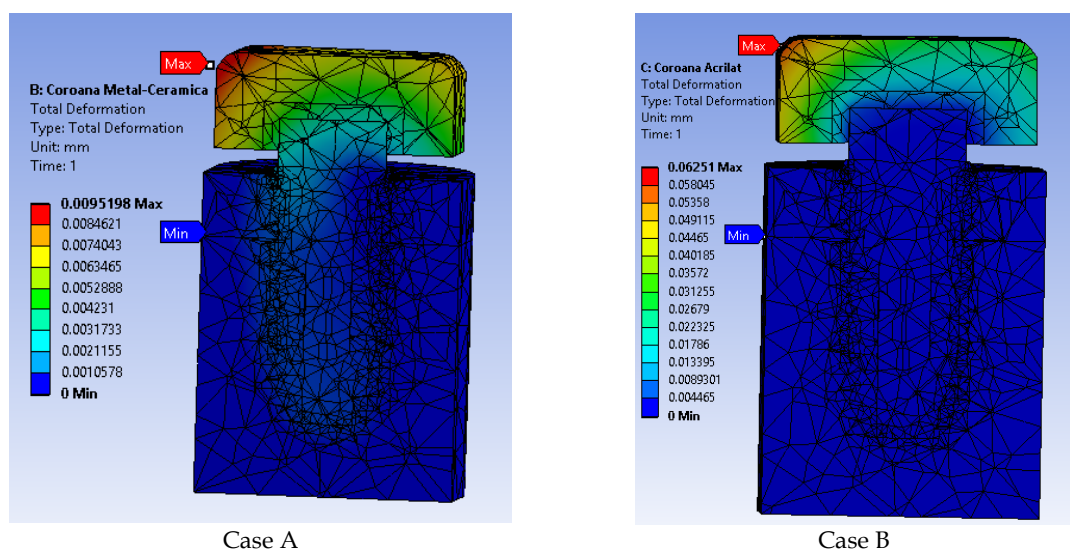 Max
B: Coroana Metal-Ceramica
Total Deformation
Type: Total Deformation
Unit: mm
Time: 1
0.0095198 Max
0.0084621
0.0074043
0.0063465
0.0052888
0.004231
0.0031733
0.0021155
0.0010578
0 Min
Min
Case A
Max
C: Coroana Acrilat
Total Deformation
Type: Total Deformation
Unit: mm
Time: 1
0.06251 Max
0.058045
0.05358
0.049115
0.04465
0.040185
0.03572
0.031255
0.02679
0.022325
0.01786
0.013395
0.0089301
0.004465
0 Min
Min
Case B